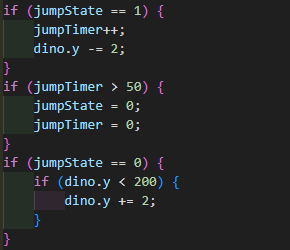 if (jumpState == 1) {
    jumpTimer++;
    dino.y -= 2;
}
if (jumpTimer > 50) {
    jumpState = 0;
    jumpTimer = 0;
}
if (jumpState == 0) {
    if (dino.y < 200) {
        dino.y += 2;
    }
}